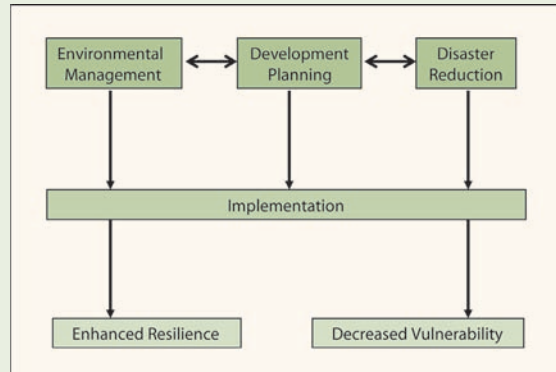 Environmental
Management
Development
Planning
Disaster
Reduction
Implementation
Enhanced Resilience
Decreased Vulnerability